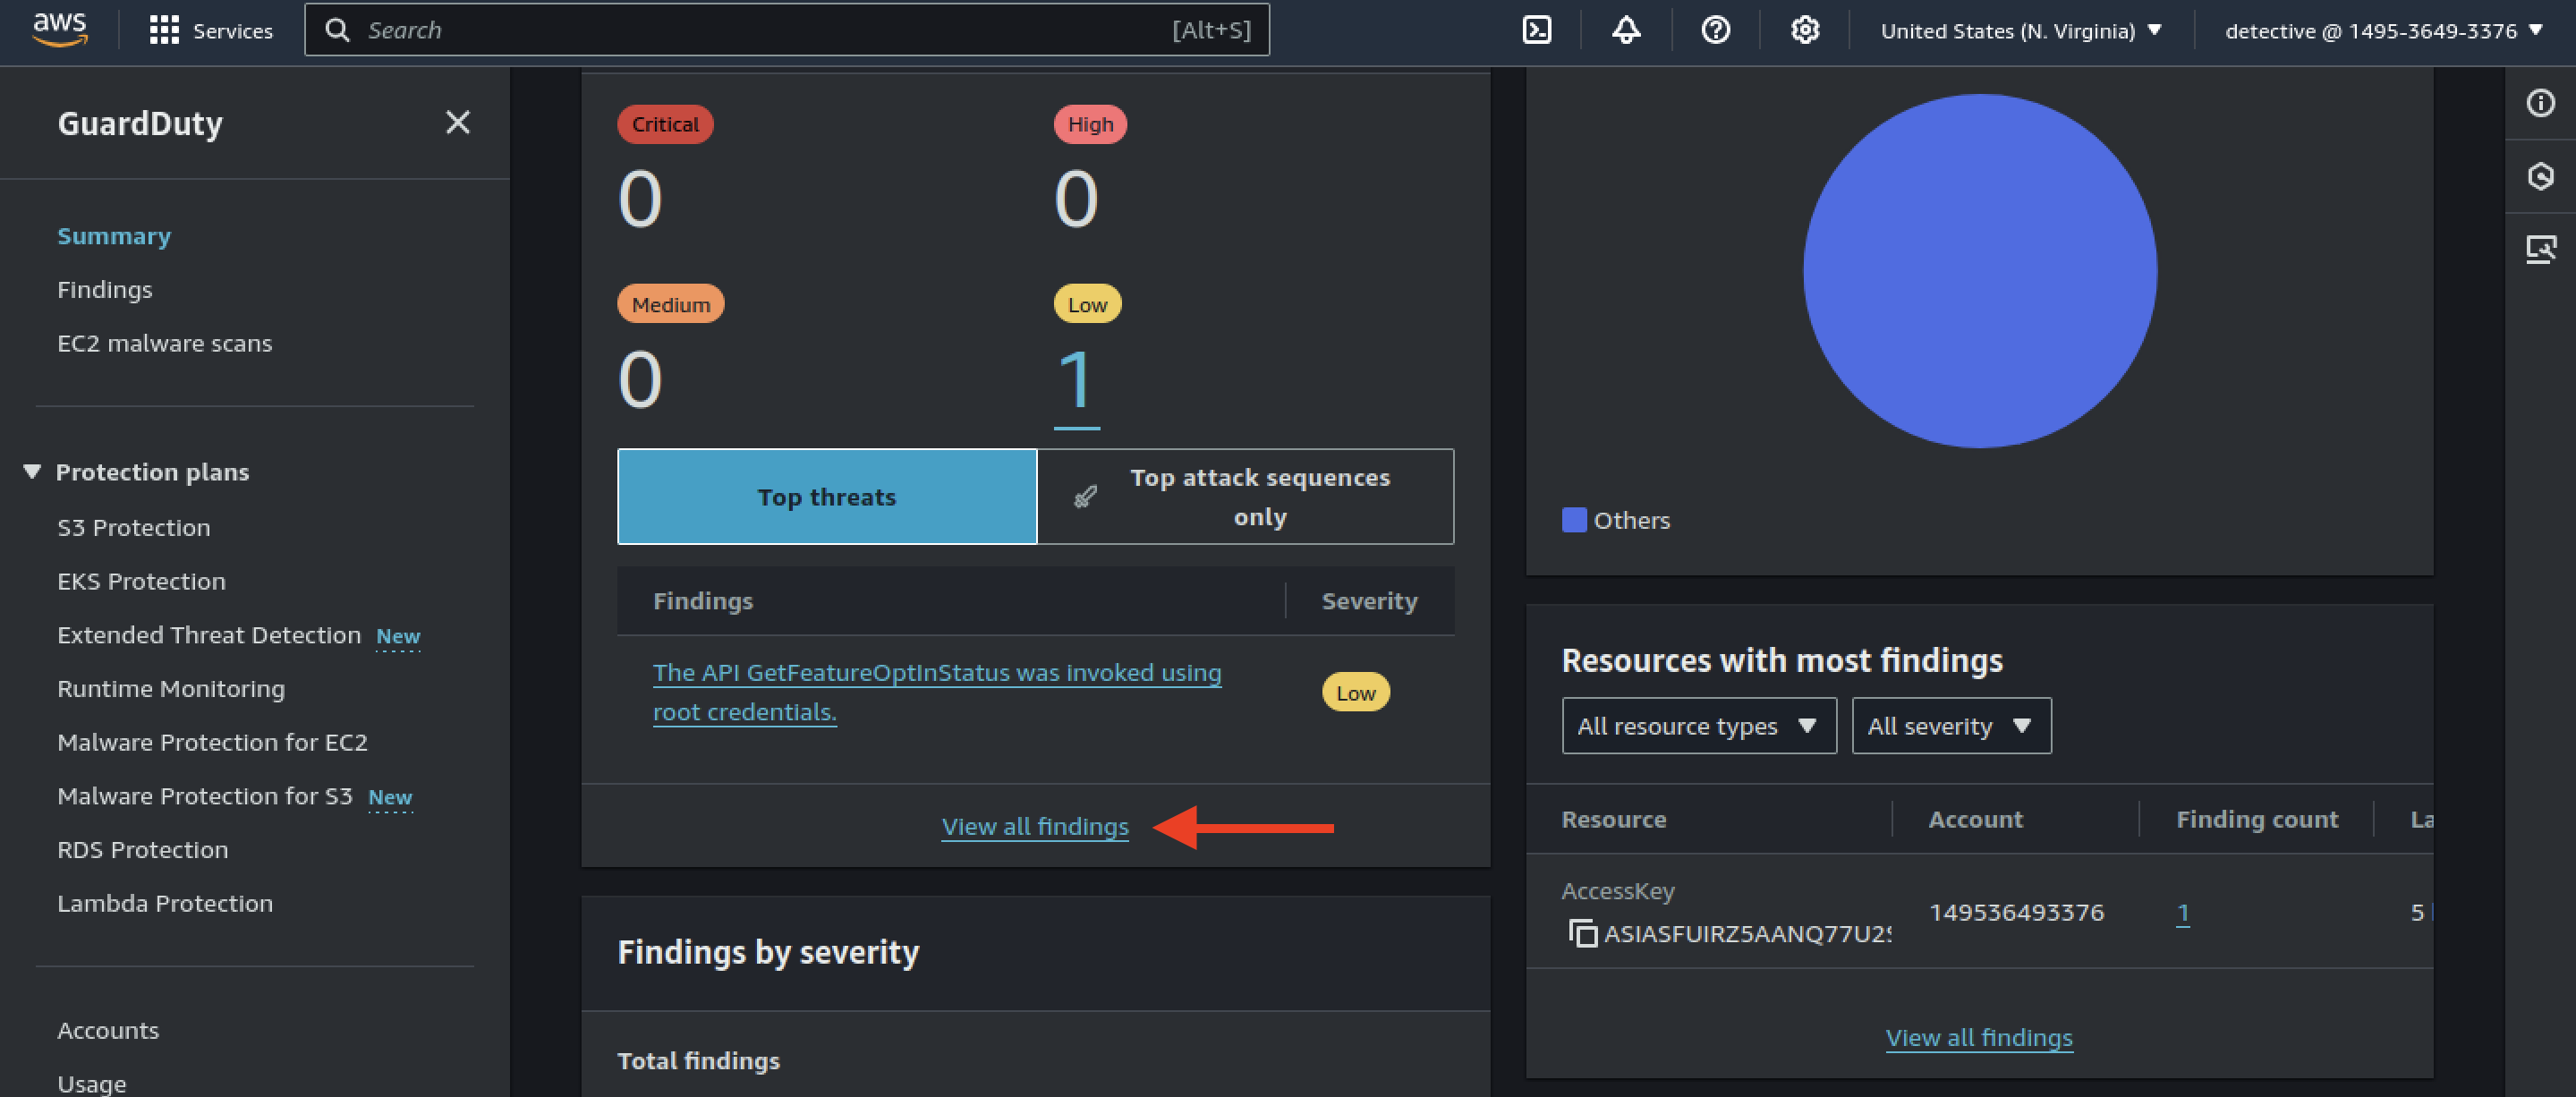 aws
Services
Search
[Alt+S]
United States (N. Virginia)
detective @ 1495-3649-3376
GuardDuty
Summary
Findings
EC2 malware scans
Protection plans
S3 Protection
EKS Protection
Extended Threat Detection New
Runtime Monitoring
Malware Protection for EC2
Malware Protection for S3 New
RDS Protection
Lambda Protection
Accounts
Usage
Critical
0
High
0
Medium
0
Low
1
Top threats
Top attack sequences
only
Findings
Severity
The API GetFeatureOptInStatus was invoked using
root credentials.
Low
View all findings
Findings by severity
Total findings
Others
Resources with most findings
All resource types
All severity
Resource
Account
Finding count
La
AccessKey
ASIASFUIRZ5AANQ77U2
149536493376
1
5
View all findings